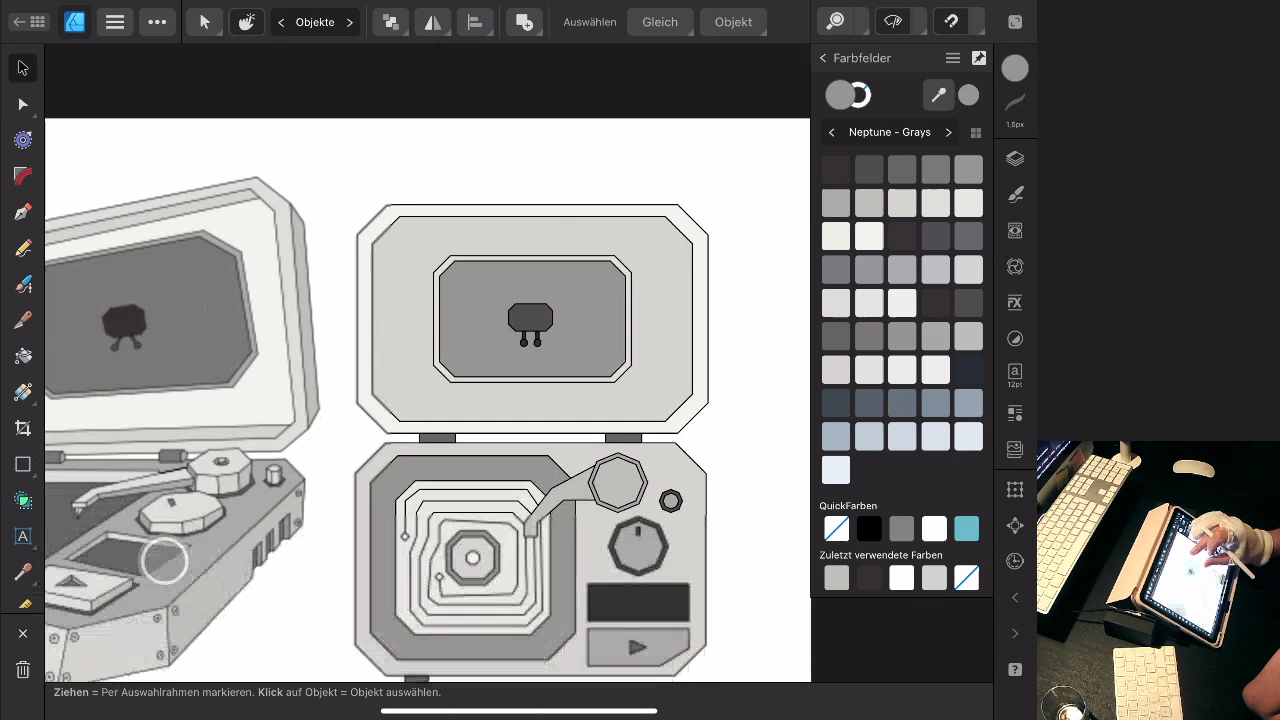 Objekte
Auswählen
Gleich
Objekt
Farbfelder
1,5px
Neptune - Grays
a
12pt
QuickFarben
A
Zuletzt verwendete Farben
FX
?
Ziehen = Per Auswahlrahmen markieren. Klick auf Objekt = Objekt auswählen.